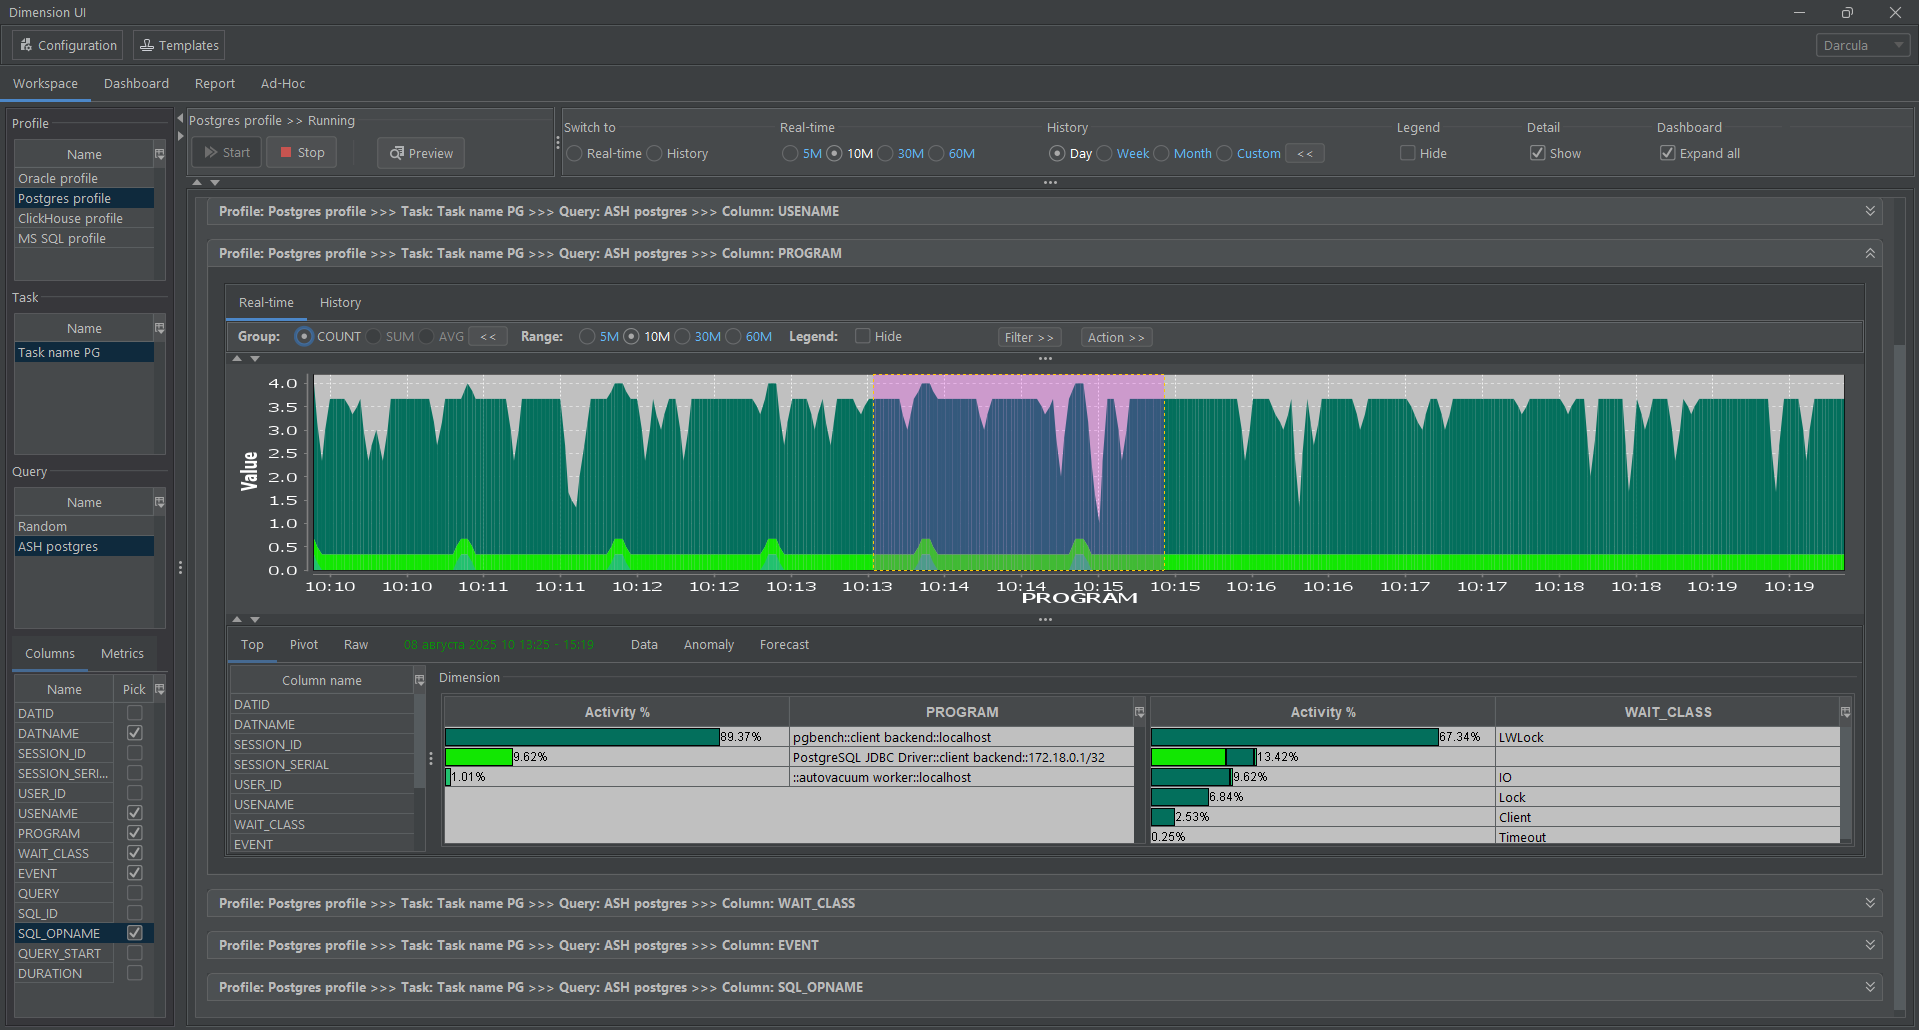 Dimension UI
Configuration Templates Darcula
Workspace Dashboard Report Ad-Hoc
Profile
Name
Oracle profile
Postgres profile
ClickHouse profile
MS SQL profile
Task
Name
Task name PG
Query
Name
Random
ASH postgres
Columns Metrics
Name Pick
DATID
DATNAME
SESSION_ID
SESSION_SERI...
USER_ID
USENAME
PROGRAM
WAIT_CLASS
EVENT
QUERY
SQL_ID
SQL_OPNAME
QUERY_START
DURATION
Postgres profile >> Running
Start Stop Preview
Switch to Real-time History Legend Detail Dashboard
Real-time History 5M 10M 30M 60M Day Week Month Custom << Hide Show Expand all
Profile: Postgres profile >>> Task: Task name PG >>> Query: ASH postgres >>> Column: USENAME
Profile: Postgres profile >>> Task: Task name PG >>> Query: ASH postgres >>> Column: PROGRAM
Real-time History
Group: COUNT SUM AVG << Range: 5M 10M 30M 60M Legend: Hide Filter >> Action >>
Value
4.0
3.5
3.0
2.5
2.0
1.5
1.0
0.5
0.0
10:10 10:11 10:11 10:12 10:12 10:13 10:13 10:14 10:14 10:15 10:15 10:16 10:16 10:17 10:17 10:18 10:18 10:19 10:19
PROGRAM
Top Pivot Raw 08 августа 2025 10 13:25 - 15:19 Data Anomaly Forecast
Column name
DATID
DATNAME
SESSION_ID
SESSION_SERIAL
USER_ID
USENAME
WAIT_CLASS
EVENT
Dimension
Activity % PROGRAM
89.37% pgbench::client backend::localhost
9.62% PostgreSQL JDBC Driver::client backend::172.18.0.1/32
1.01% ::autovacuum worker::localhost
Activity % WAIT_CLASS
67.34% LWLock
13.42%
9.62% IO
6.84% Lock
2.53% Client
0.25% Timeout
Profile: Postgres profile >>> Task: Task name PG >>> Query: ASH postgres >>> Column: WAIT_CLASS
Profile: Postgres profile >>> Task: Task name PG >>> Query: ASH postgres >>> Column: EVENT
Profile: Postgres profile >>> Task: Task name PG >>> Query: ASH postgres >>> Column: SQL_OPNAME